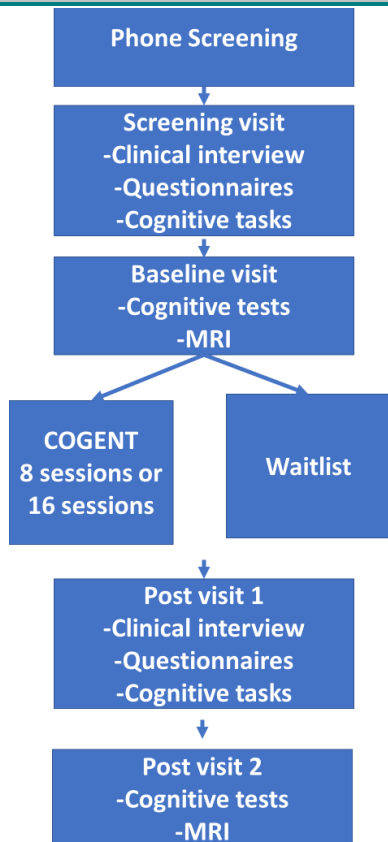 Phone Screening
Screening visit
-Clinical interview
-Questionnaires
-Cognitive tasks
Baseline visit
-Cognitive tests
-MRI
COGENT
8 sessions or
16 sessions
Waitlist
Post visit 1
-Clinical interview
-Questionnaires
-Cognitive tasks
Post visit 2
-Cognitive tests
-MRI